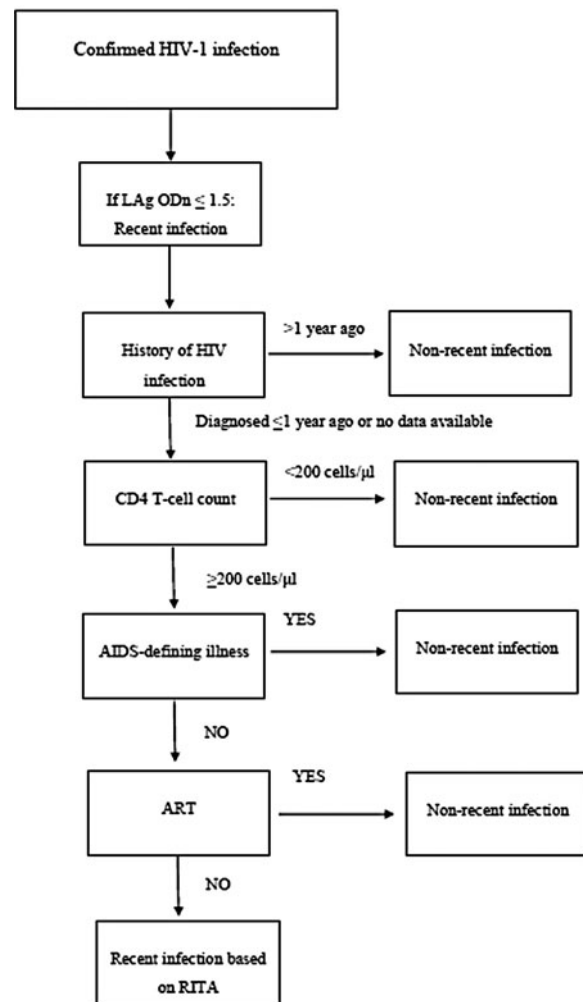 Confirmed HIV-1 infection
If LAg ODn ≤ 1.5:
Recent infection
>1 year ago
History of HIV
infection
Non-recent infection
Diagnosed ≤1 year ago or no data available
<200 cells/µl
CD4 T-cell count
Non-recent infection
≥200 cells/µl
YES
AIDS-defining illness
Non-recent infection
NO
YES
ART
Non-recent infection
NO
Recent infection based
on RITA